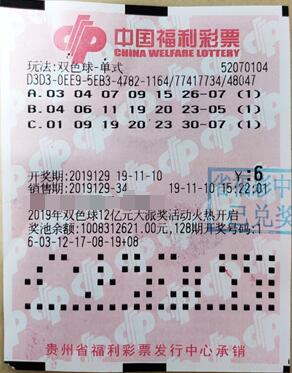 中国福利彩票
CHINA WELFARE LOTTERY
玩法:双色球-单式 52070104
D3D3-0EE9-5EB3-4782-1164/77417734/48047
A.03 04 07 09 15 26-07 (1)
B.04 06 11 19 20 23-05 (1)
C.01 09 19 20 23 30-07 (1)
开奖期:2019129 19-11-10 ¥:6
销售期:2019129-34 19-11-10 15:22:01
2019年双色球12亿元大派奖活动火热开启
奖池余额:1008312621.00元,128期开奖号码:1
6-03-12-17-08-19+08
已兑奖
贵州省福利彩票发行中心承销